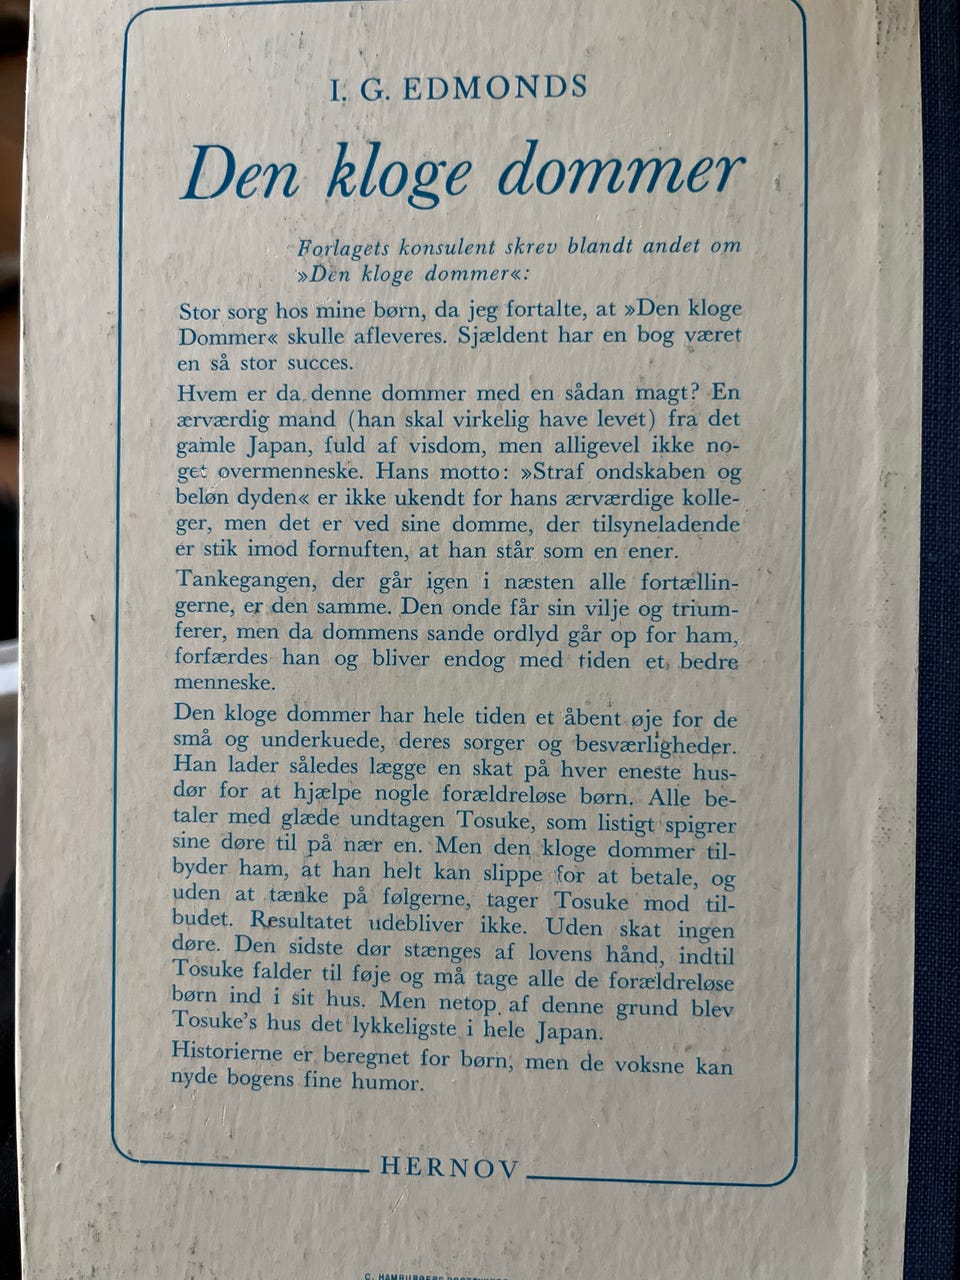 I. G. EDMONDS
Den kloge dommer
Forlagets konsulent skrev blandt andet om
»Den kloge dommer«:
Stor sorg hos mine børn, da jeg fortalte, at »Den kloge
Dommer« skulle afleveres. Sjældent har en bog været
en så stor succes.
Hvem er da denne dommer med en sådan magt? En
ærværdig mand (han skal virkelig have levet) fra det
gamle Japan, fuld af visdom, men alligevel ikke no-
get overmenneske. Hans motto: »Straf ondskaben og
beløn dyden« er ikke ukendt for hans ærværdige kolle-
ger, men det er ved sine domme, der tilsyneladende
er stik imod fornuften, at han står som en ener.
Tankegangen, der går igen i næsten alle fortællin-
gerne, er den samme. Den onde får sin vilje og trium-
ferer, men da dommens sande ordlyd går op for ham,
forfærdes han og bliver endog med tiden et bedre
menneske.
Den kloge dommer har hele tiden et åbent øje for de
små og underkuede, deres sorger og besværligheder.
Han lader således lægge en skat på hver eneste hus-
dør for at hjælpe nogle forældreløse børn. Alle be-
taler med glæde undtagen Tosuke, som listigt spigrer
sine døre til på nær en. Men den kloge dommer til-
byder ham, at han helt kan slippe for at betale, og
uden at tænke på følgerne, tager Tosuke mod til-
budet. Resultatet udebliver ikke. Uden skat ingen
døre. Den sidste dør stænges af lovens hånd, indtil
Tosuke falder til føje og må tage alle de forældreløse
børn ind i sit hus. Men netop af denne grund blev
Tosuke's hus det lykkeligste i hele Japan.
Historierne er beregnet for børn, men de voksne kan
nyde bogens fine humor.
HERNOV